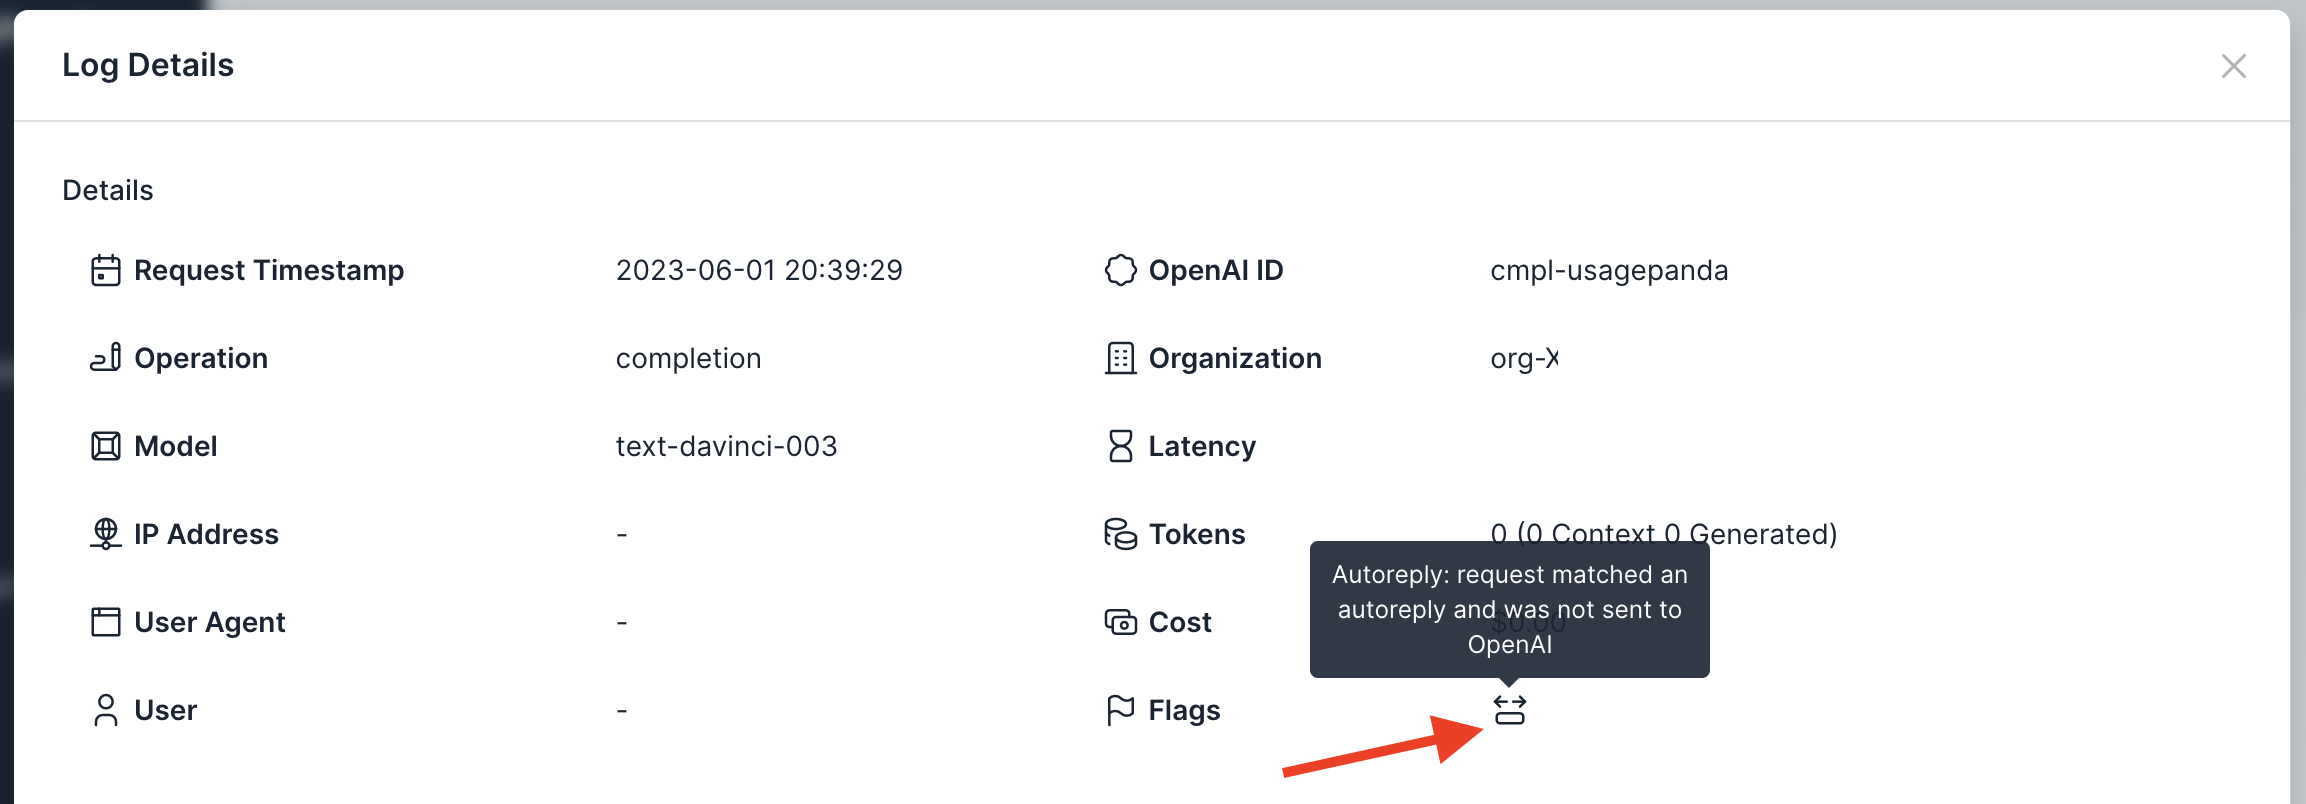 Log Details
Details
Request Timestamp 2023-06-01 20:39:29 OpenAI ID cmpl-usagepanda
Operation completion Organization org-X
Model text-davinci-003 Latency
IP Address - Tokens 0 (0 Context 0 Generated)
Autoreply: request matched an
autoreply and was not sent to
OpenAI
User Agent - Cost $0.00
User - Flags